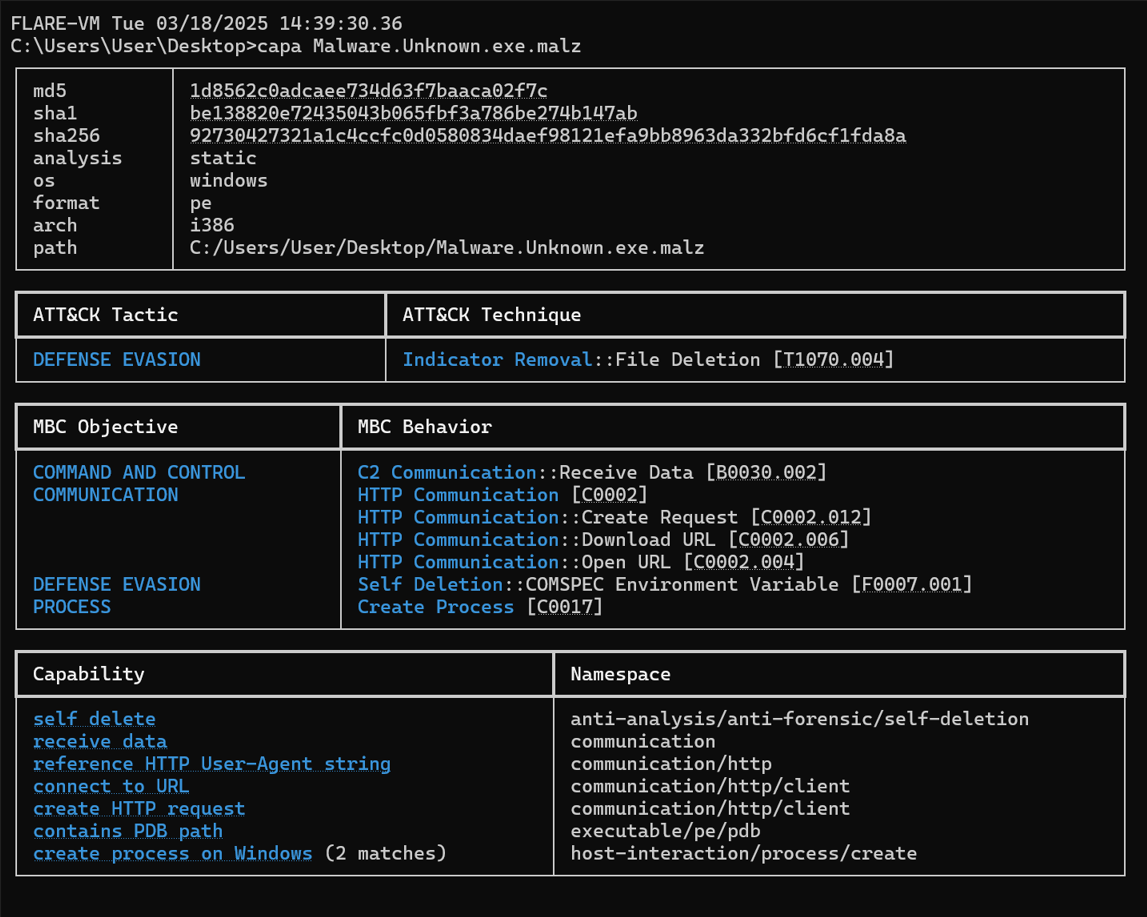 FLARE-VM Tue 03/18/2025 14:39:30.36
C:\Users\User\Desktop>capa Malware.Unknown.exe.malz
md5 1d8562c0adcaee734d63f7baaca02f7c
sha1 be138820e72435043b065fbf3a786be274b147ab
sha256 92730427321a1c4ccfc0d0580834daef98121efa9bb8963da332bfd6cf1fda8a
analysis static
os windows
format pe
arch i386
path C:/Users/User/Desktop/Malware.Unknown.exe.malz
ATT&CK Tactic ATT&CK Technique
DEFENSE EVASION Indicator Removal::File Deletion [T1070.004]
MBC Objective MBC Behavior
COMMAND AND CONTROL C2 Communication::Receive Data [B0030.002]
COMMUNICATION HTTP Communication [C0002]
HTTP Communication::Create Request [C0002.012]
HTTP Communication::Download URL [C0002.006]
HTTP Communication::Open URL [C0002.004]
DEFENSE EVASION Self Deletion::COMSPEC Environment Variable [F0007.001]
PROCESS Create Process [C0017]
Capability Namespace
self delete anti-analysis/anti-forensic/self-deletion
receive data communication
reference HTTP User-Agent string communication/http
connect to URL communication/http/client
create HTTP request communication/http/client
contains PDB path executable/pe/pdb
create process on Windows (2 matches) host-interaction/process/create